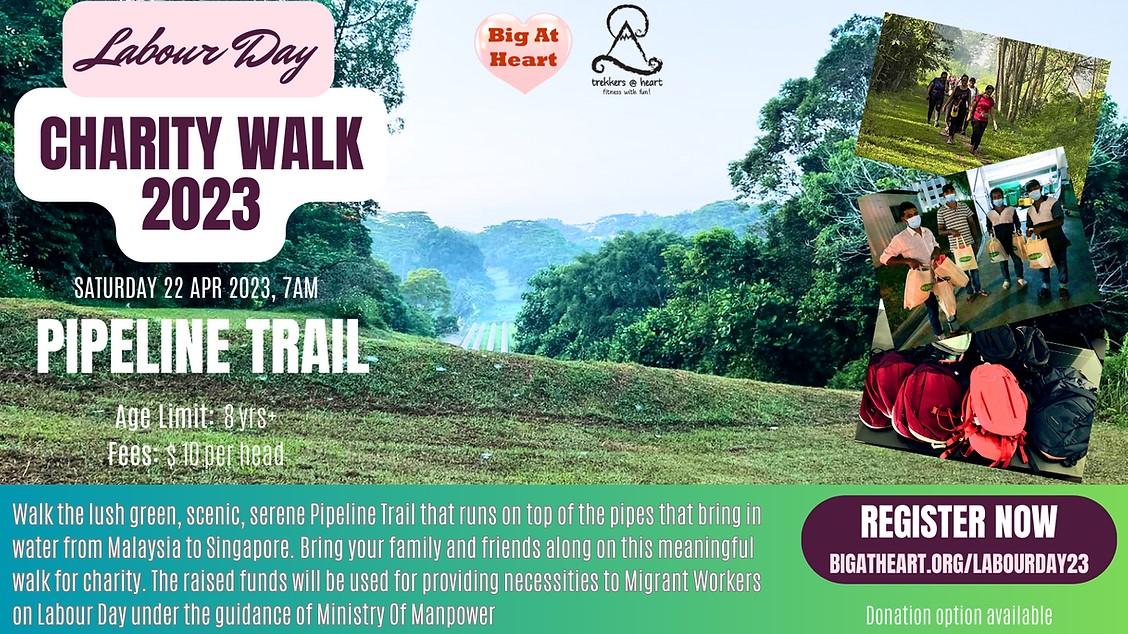 Labour Day
CHARITY WALK
2023
SATURDAY 22 APR 2023, 7AM
PIPELINE TRAIL
Age Limit: 8 yrs+
Fees: $ 10 per head
Big At
Heart
trekkers @ heart
fitness with fun!
Walk the lush green, scenic, serene Pipeline Trail that runs on top of the pipes that bring in
water from Malaysia to Singapore. Bring your family and friends along on this meaningful
walk for charity. The raised funds will be used for providing necessities to Migrant Workers
on Labour Day under the guidance of Ministry Of Manpower
REGISTER NOW
BIGATHEART.ORG/LABOURDAY23
Donation option available